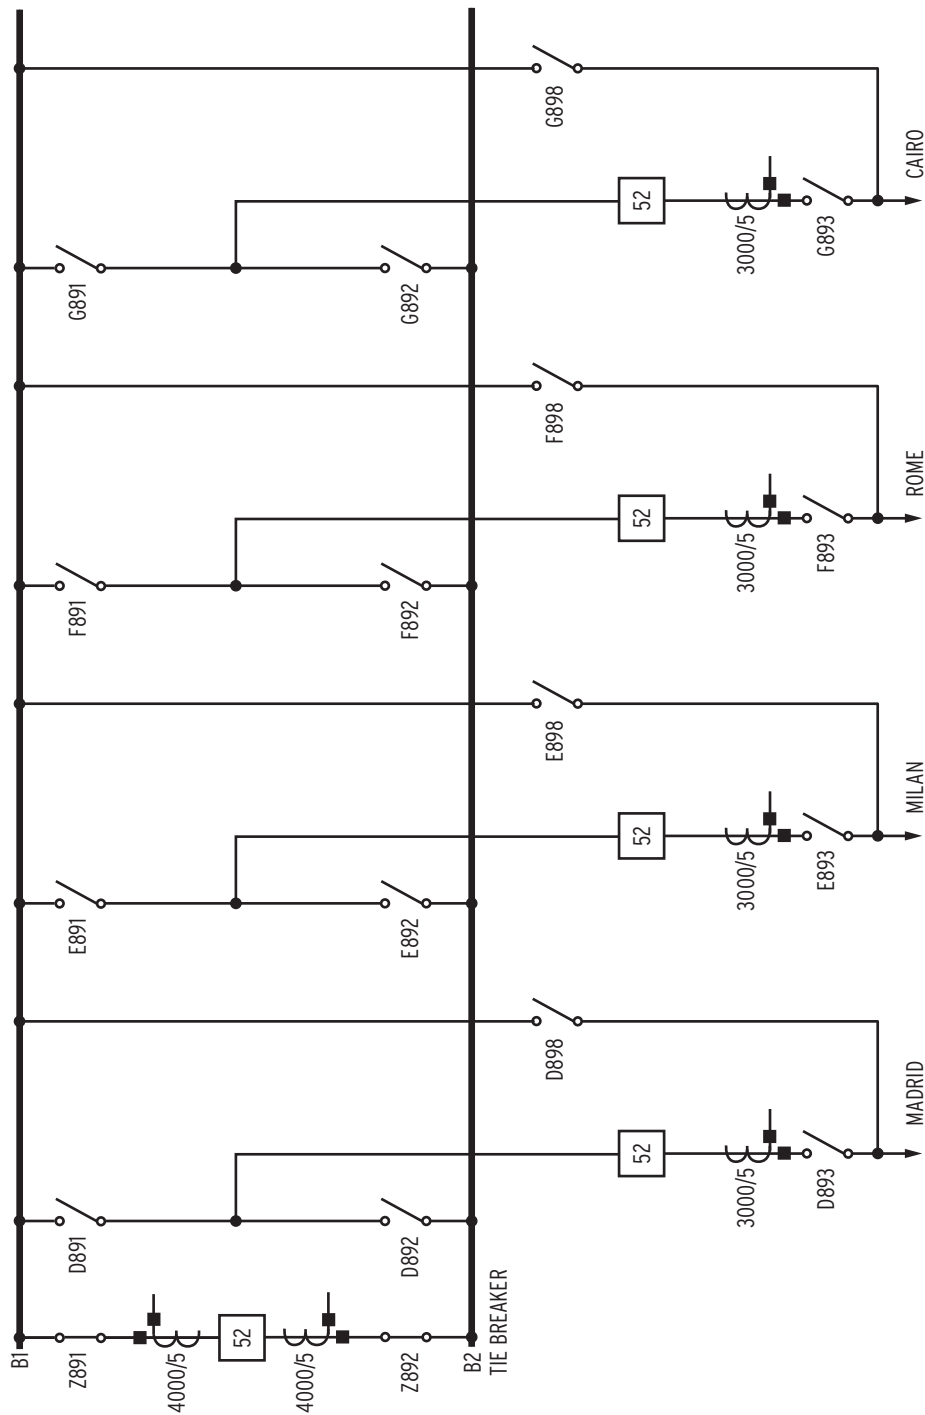 B1
Z891
4000/5
52
4000/5
Z892
B2
TIE BREAKER
D891
D892
D898
52
3000/5
D893
MADRID
E891
E892
E898
52
3000/5
E893
MILAN
F891
F892
F898
52
3000/5
F893
ROME
G891
G892
G898
52
3000/5
G893
CAIRO